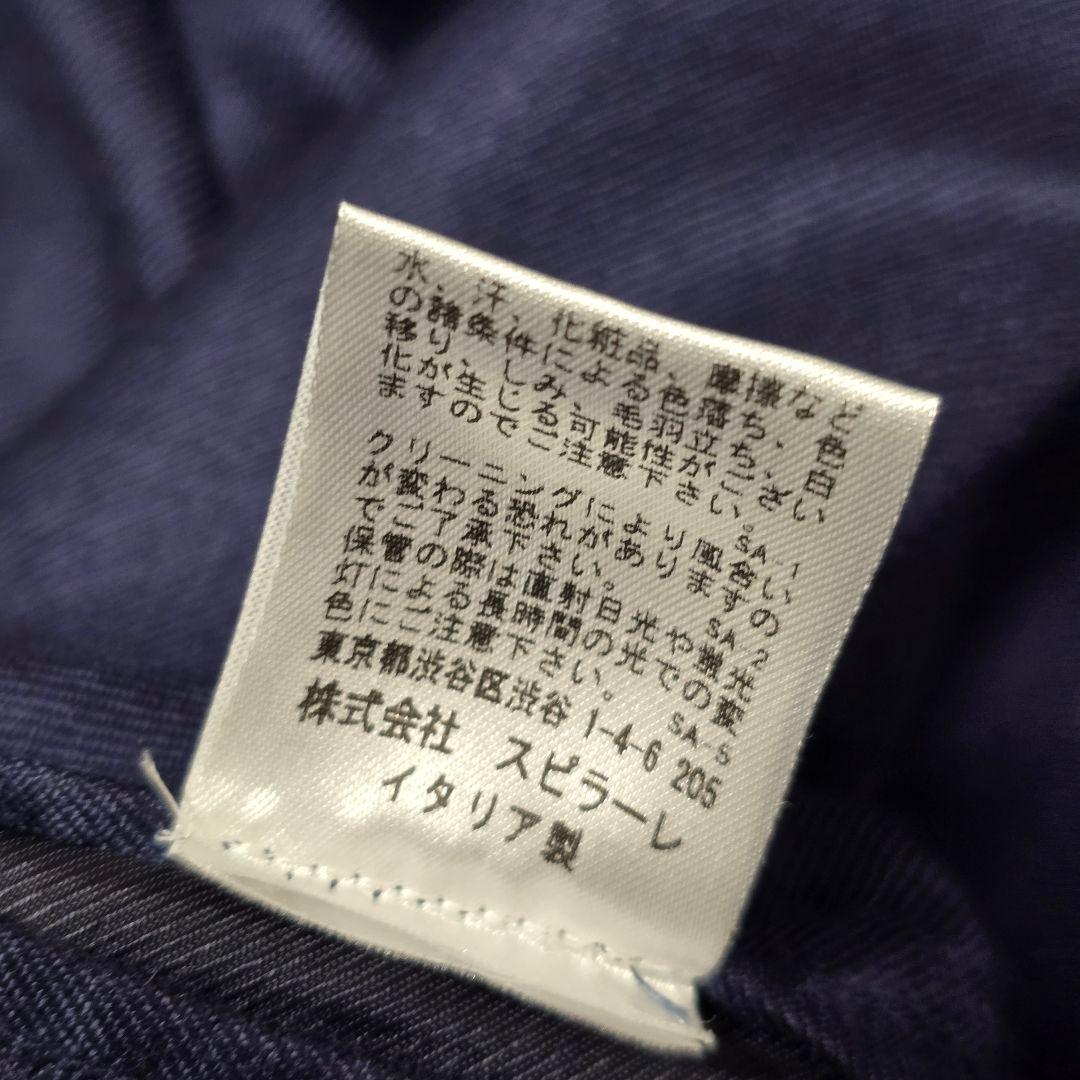 水、汗、化粧品、摩擦など
の諸条件による色落ち、色
移り、しみ、毛羽立ち、白
化が生じる可能性がござい
ますのでご注意下さい。SA-1
クリーニングにより風合い
が変わる恐れがありますの
でご了承下さい。 SA-2
保管の際は直射日光や蛍光
灯による長時間の光での変
色にご注意下さい。 SA-5
東京都渋谷区渋谷 1-4-6 205
株式会社 スピラーレ
イタリア製